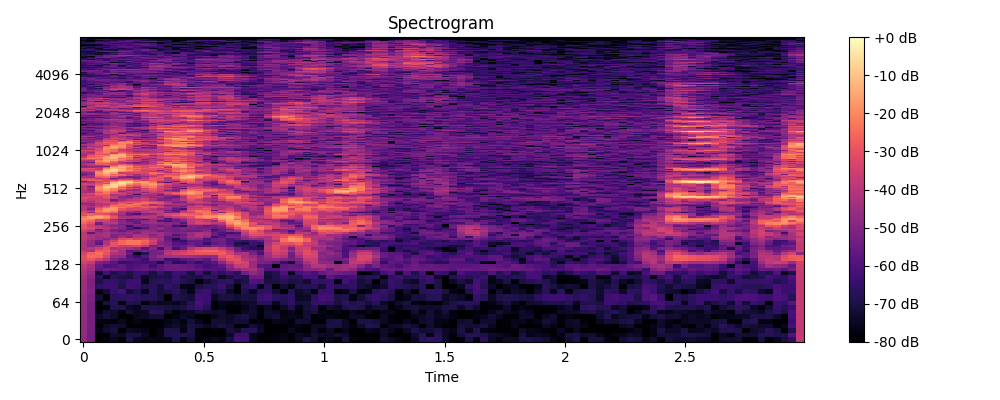 Spectrogram
Hz
4096
2048
1024
512
256
128
64
0
0
0.5
1
1.5
2
2.5
Time
+0 dB
-10 dB
-20 dB
-30 dB
-40 dB
-50 dB
-60 dB
-70 dB
-80 dB